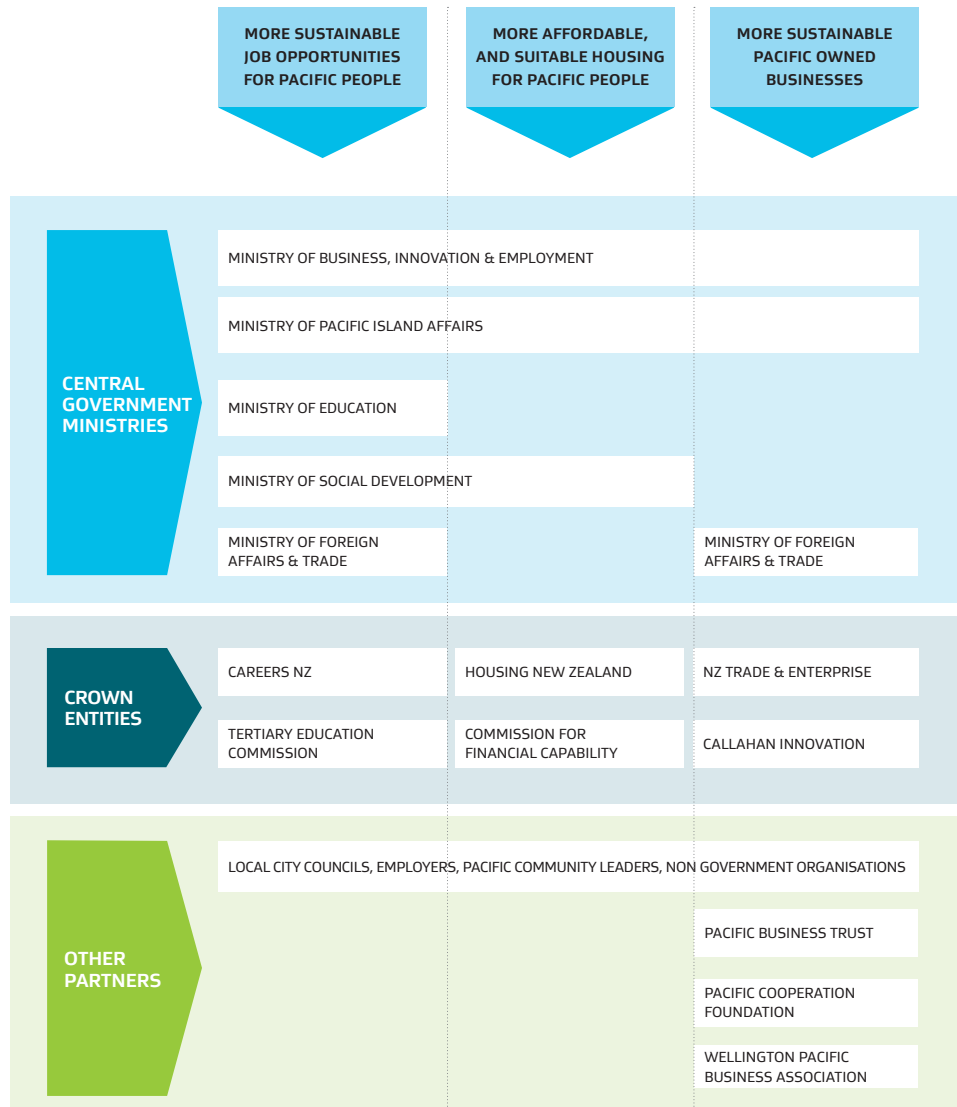 MORE SUSTAINABLE
JOB OPPORTUNITIES
FOR PACIFIC PEOPLE
MORE AFFORDABLE,
AND SUITABLE HOUSING
FOR PACIFIC PEOPLE
MORE SUSTAINABLE
PACIFIC OWNED
BUSINESSES
CENTRAL
GOVERNMENT
MINISTRIES
MINISTRY OF BUSINESS, INNOVATION & EMPLOYMENT
MINISTRY OF PACIFIC ISLAND AFFAIRS
MINISTRY OF EDUCATION
MINISTRY OF SOCIAL DEVELOPMENT
MINISTRY OF FOREIGN
AFFAIRS & TRADE
MINISTRY OF FOREIGN
AFFAIRS & TRADE
CROWN
ENTITIES
CAREERS NZ
HOUSING NEW ZEALAND
NZ TRADE & ENTERPRISE
TERTIARY EDUCATION
COMMISSION
COMMISSION FOR
FINANCIAL CAPABILITY
CALLAHAN INNOVATION
OTHER
PARTNERS
LOCAL CITY COUNCILS, EMPLOYERS, PACIFIC COMMUNITY LEADERS, NON GOVERNMENT ORGANISATIONS
PACIFIC BUSINESS TRUST
PACIFIC COOPERATION
FOUNDATION
WELLINGTON PACIFIC
BUSINESS ASSOCIATION